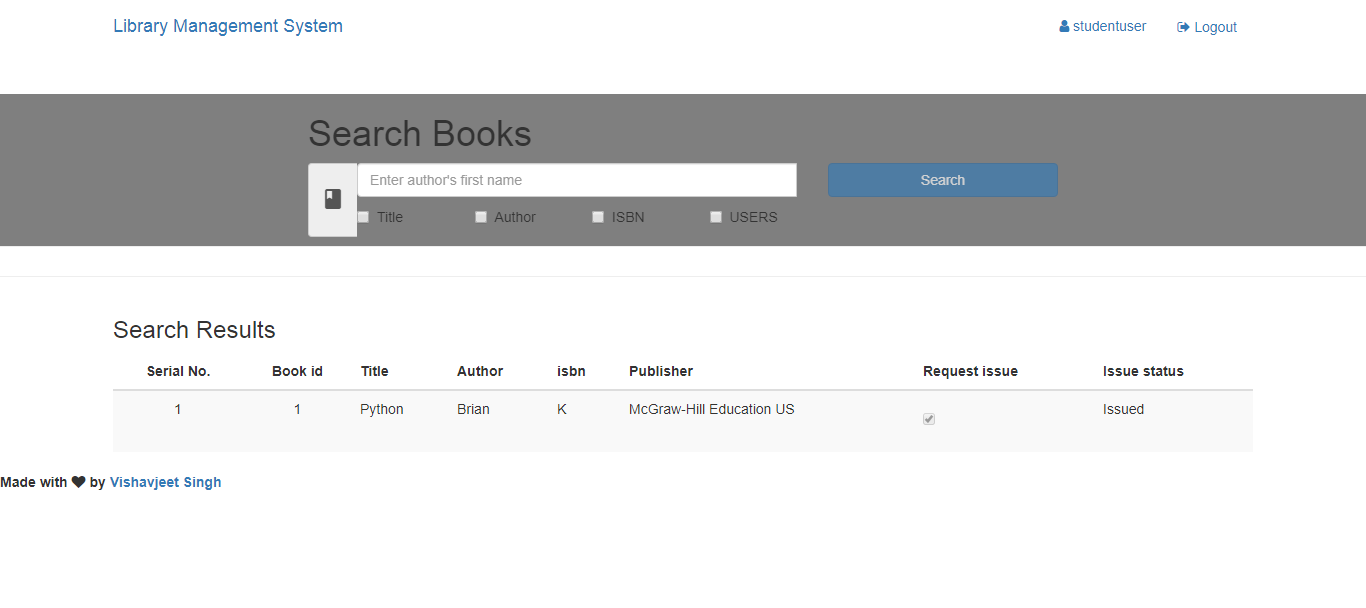 Library Management System studentuser Logout
Search Books
Enter author's first name Search
Title Author ISBN USERS
Search Results
Serial No. Book id Title Author isbn Publisher Request issue Issue status
1 1 Python Brian K McGraw-Hill Education US Issued
Made with ♥ by Vishavjeet Singh